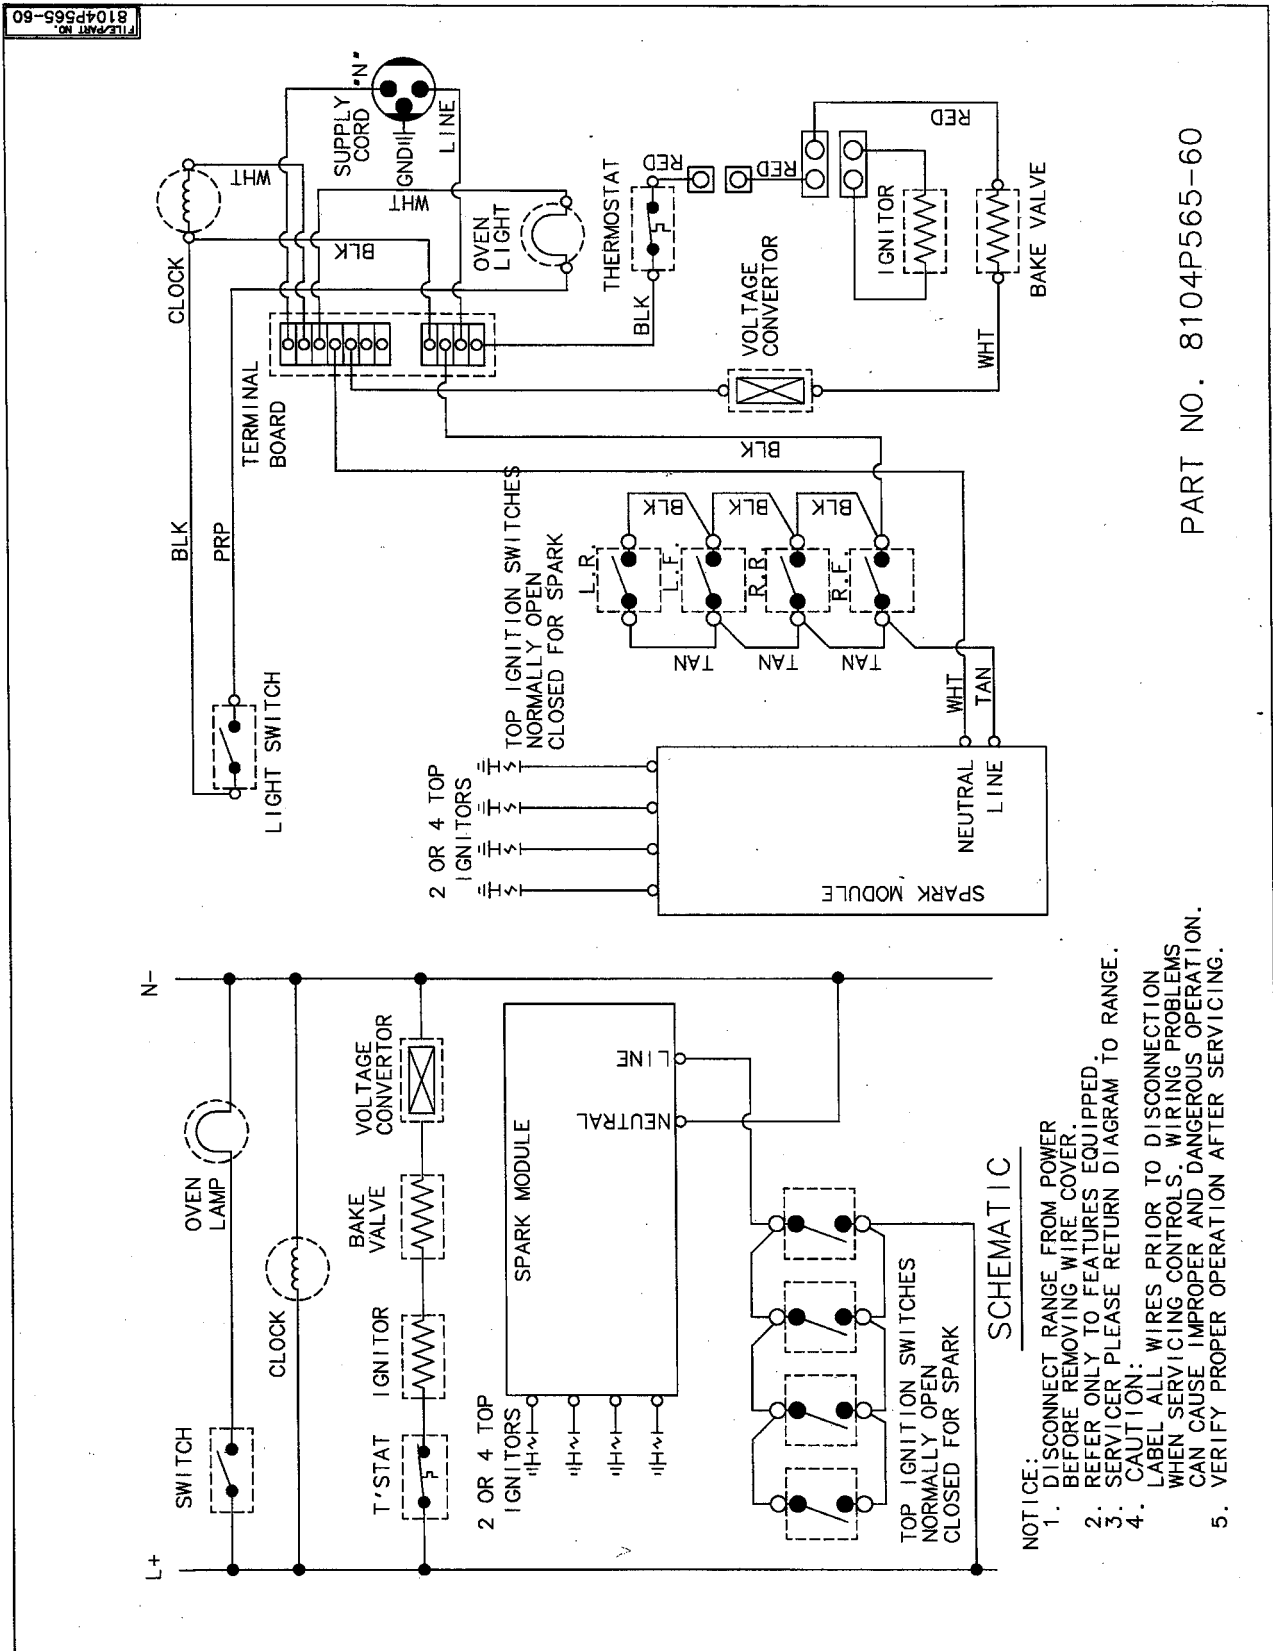 FILE/PART NO.
8104P565-60
CLOCK
WHT
BLK
SUPPLY
CORD
"N"
GND
LINE
WHT
OVEN
LIGHT
THERMOSTAT
BLK
RED
RED
RED
IGNITOR
BAKE VALVE
WHT
VOLTAGE
CONVERTOR
TERMINAL
BOARD
BLK
PRP
LIGHT SWITCH
BLK
TOP IGNITION SWITCHES
NORMALLY OPEN
CLOSED FOR SPARK
L.R.
L.F.
R.R.
R.F.
BLK
BLK
BLK
TAN
TAN
TAN
WHT
TAN
2 OR 4 TOP
IGNITORS
NEUTRAL
LINE
SPARK MODULE
PART NO. 8104P565-60
L+
N-
SWITCH
OVEN
LAMP
CLOCK
T'STAT
IGNITOR
BAKE
VALVE
VOLTAGE
CONVERTOR
2 OR 4 TOP
IGNITORS
SPARK MODULE
LINE
NEUTRAL
TOP IGNITION SWITCHES
NORMALLY OPEN
CLOSED FOR SPARK
SCHEMATIC
NOTICE:
1. DISCONNECT RANGE FROM POWER
BEFORE REMOVING WIRE COVER.
2. REFER ONLY TO FEATURES EQUIPPED.
3. SERVICER PLEASE RETURN DIAGRAM TO RANGE.
4. CAUTION:
LABEL ALL WIRES PRIOR TO DISCONNECTION
WHEN SERVICING CONTROLS. WIRING PROBLEMS
CAN CAUSE IMPROPER AND DANGEROUS OPERATION.
5. VERIFY PROPER OPERATION AFTER SERVICING.